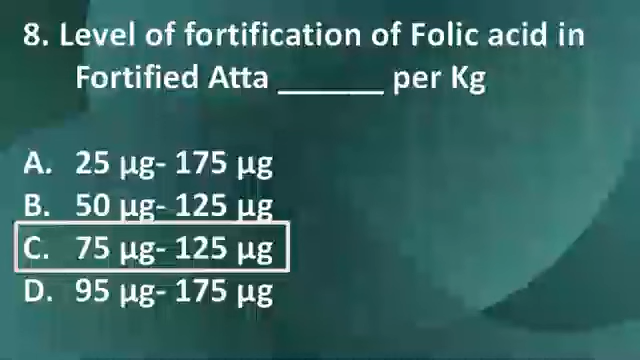 8. Level of fortification of Folic acid in
Fortified Atta ______ per Kg
A. 25 µg- 175 µg
B. 50 µg- 125 µg
C. 75 µg- 125 µg
D. 95 µg- 175 µg